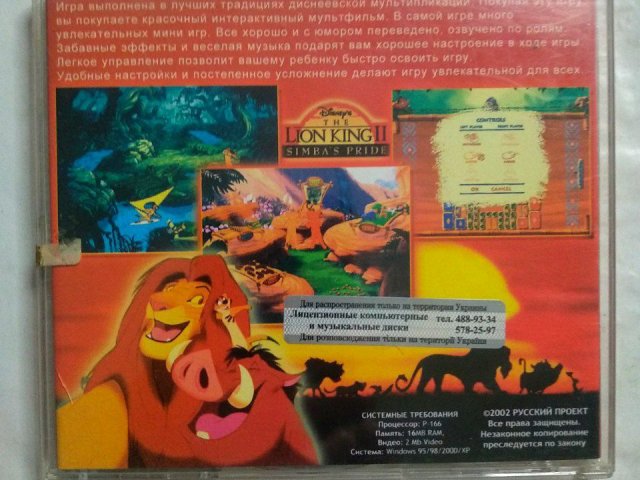 Игра выполнена в лучших традициях диснеевской мультипликации. Покупая эту игру
вы покупаете красочный интерактивный мультфильм. В самой игре много
увлекательных мини игр. Все хорошо и с юмором переведено, озвучено по ролям.
Забавные эффекты и веселая музыка подарят вам хорошее настроение в ходе игры
Легкое управление позволит вашему ребенку быстро освоить игру.
Удобные настройки и постепенное усложнение делают игру увлекательной для всех.
Disney's
THE
LION KING II
SIMBA'S PRIDE
CONTROLS
LEFT PLAYER RIGHT PLAYER
OK CANCEL
Для распространения только на территории Украины
Лицензионные компьютерные тел. 488-93-34
и музыкальные диски 578-25-97
Для розповсюдження тільки на території України
СИСТЕМНЫЕ ТРЕБОВАНИЯ
Процессор: P-166
Память: 16MB RAM,
Видео: 2 Mb Video
Система: Windows 95/98/2000/XP
©2002 РУССКИЙ ПРОЕКТ
Все права защищены.
Незаконное копирование
преследуется по закону